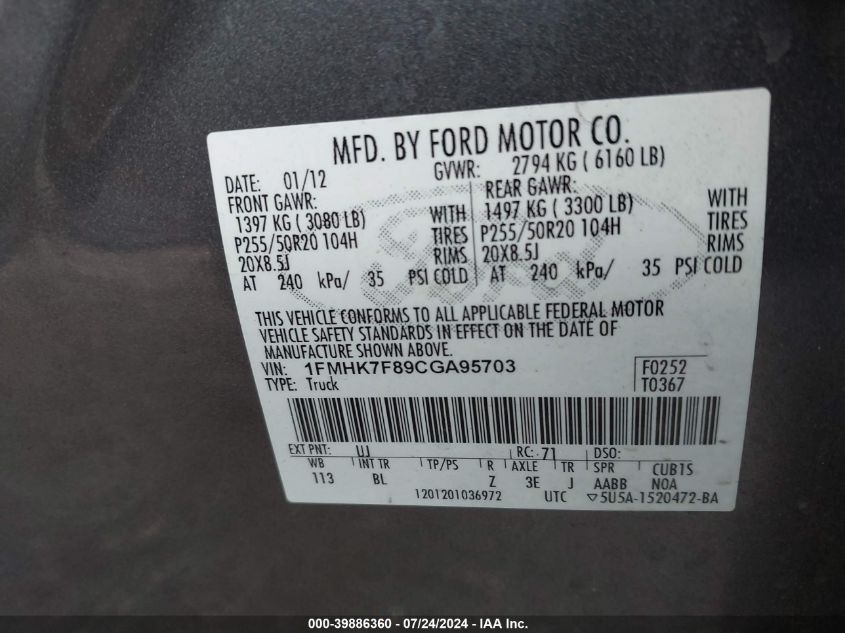 MFD. BY FORD MOTOR CO.
DATE: 01/12 GVWR: 2794 KG ( 6160 LB)
FRONT GAWR: REAR GAWR:
1397 KG ( 3080 LB) WITH 1497 KG ( 3300 LB) WITH
P255/50R20 104H TIRES P255/50R20 104H TIRES
20X8.5J RIMS 20X8.5J RIMS
AT 240 kPa/ 35 PSI COLD AT 240 kPa/ 35 PSI COLD
Ford
THIS VEHICLE CONFORMS TO ALL APPLICABLE FEDERAL MOTOR
VEHICLE SAFETY STANDARDS IN EFFECT ON THE DATE OF
MANUFACTURE SHOWN ABOVE.
VIN: 1FMHK7F89CGA95703 F0252
TYPE: Truck T0367
EXT PNT: UJ RC: 71 DSO:
WB INT TR TP/PS R AXLE TR SPR CUB1S
113 BL Z 3E J AABB NOA
1201201036972 UTC ▽5U5A-1520472-BA
000-39886360 / 07/24/2024 - IAA Inc.